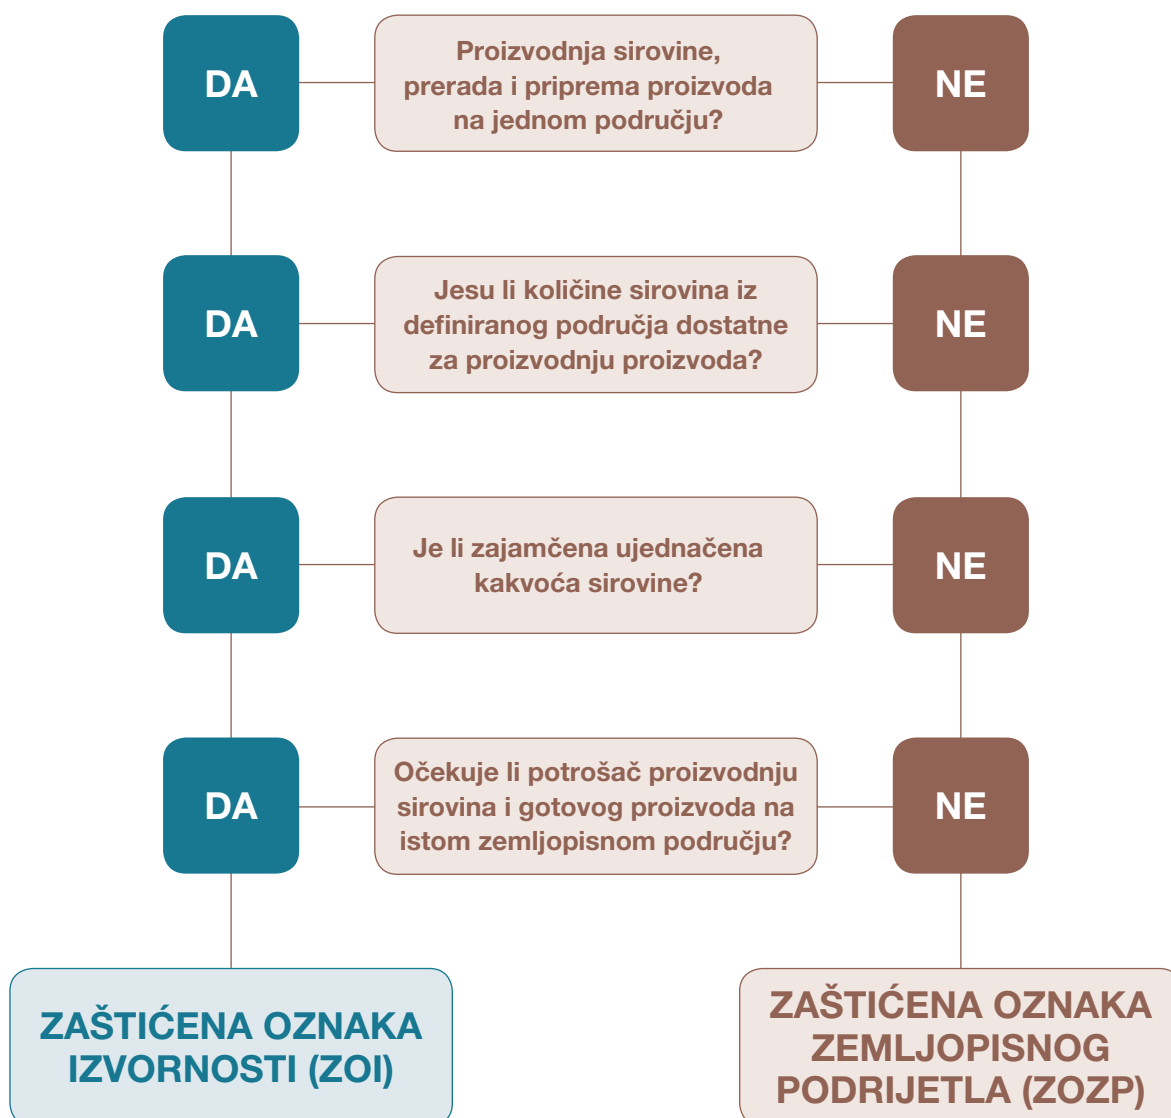 DA
Proizvodnja sirovine,
prerada i priprema proizvoda
na jednom području?
NE
DA
Jesu li količine sirovina iz
definiranog područja dostatne
za proizvodnju proizvoda?
NE
DA
Je li zajamčena ujednačena
kakvoća sirovine?
NE
DA
Očekuje li potrošač proizvodnju
sirovina i gotovog proizvoda na
istom zemljopisnom području?
NE
ZAŠTIĆENA OZNAKA
IZVORNOSTI (ZOI)
ZAŠTIĆENA OZNAKA
ZEMLJOPISNOG
PODRIJETLA (ZOZP)